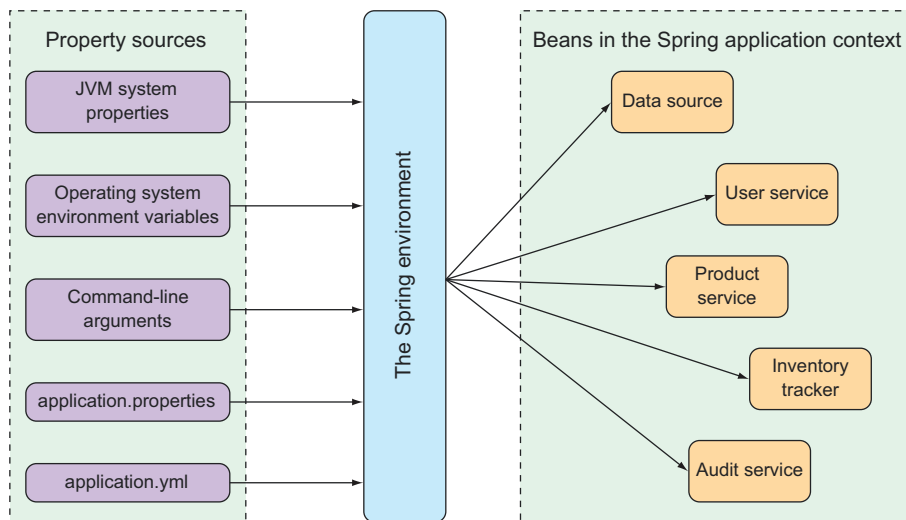 Property sources
JVM system
properties
Operating system
environment variables
Command-line
arguments
application.properties
application.yml
The Spring environment
Beans in the Spring application context
Data source
User service
Product
service
Inventory
tracker
Audit service